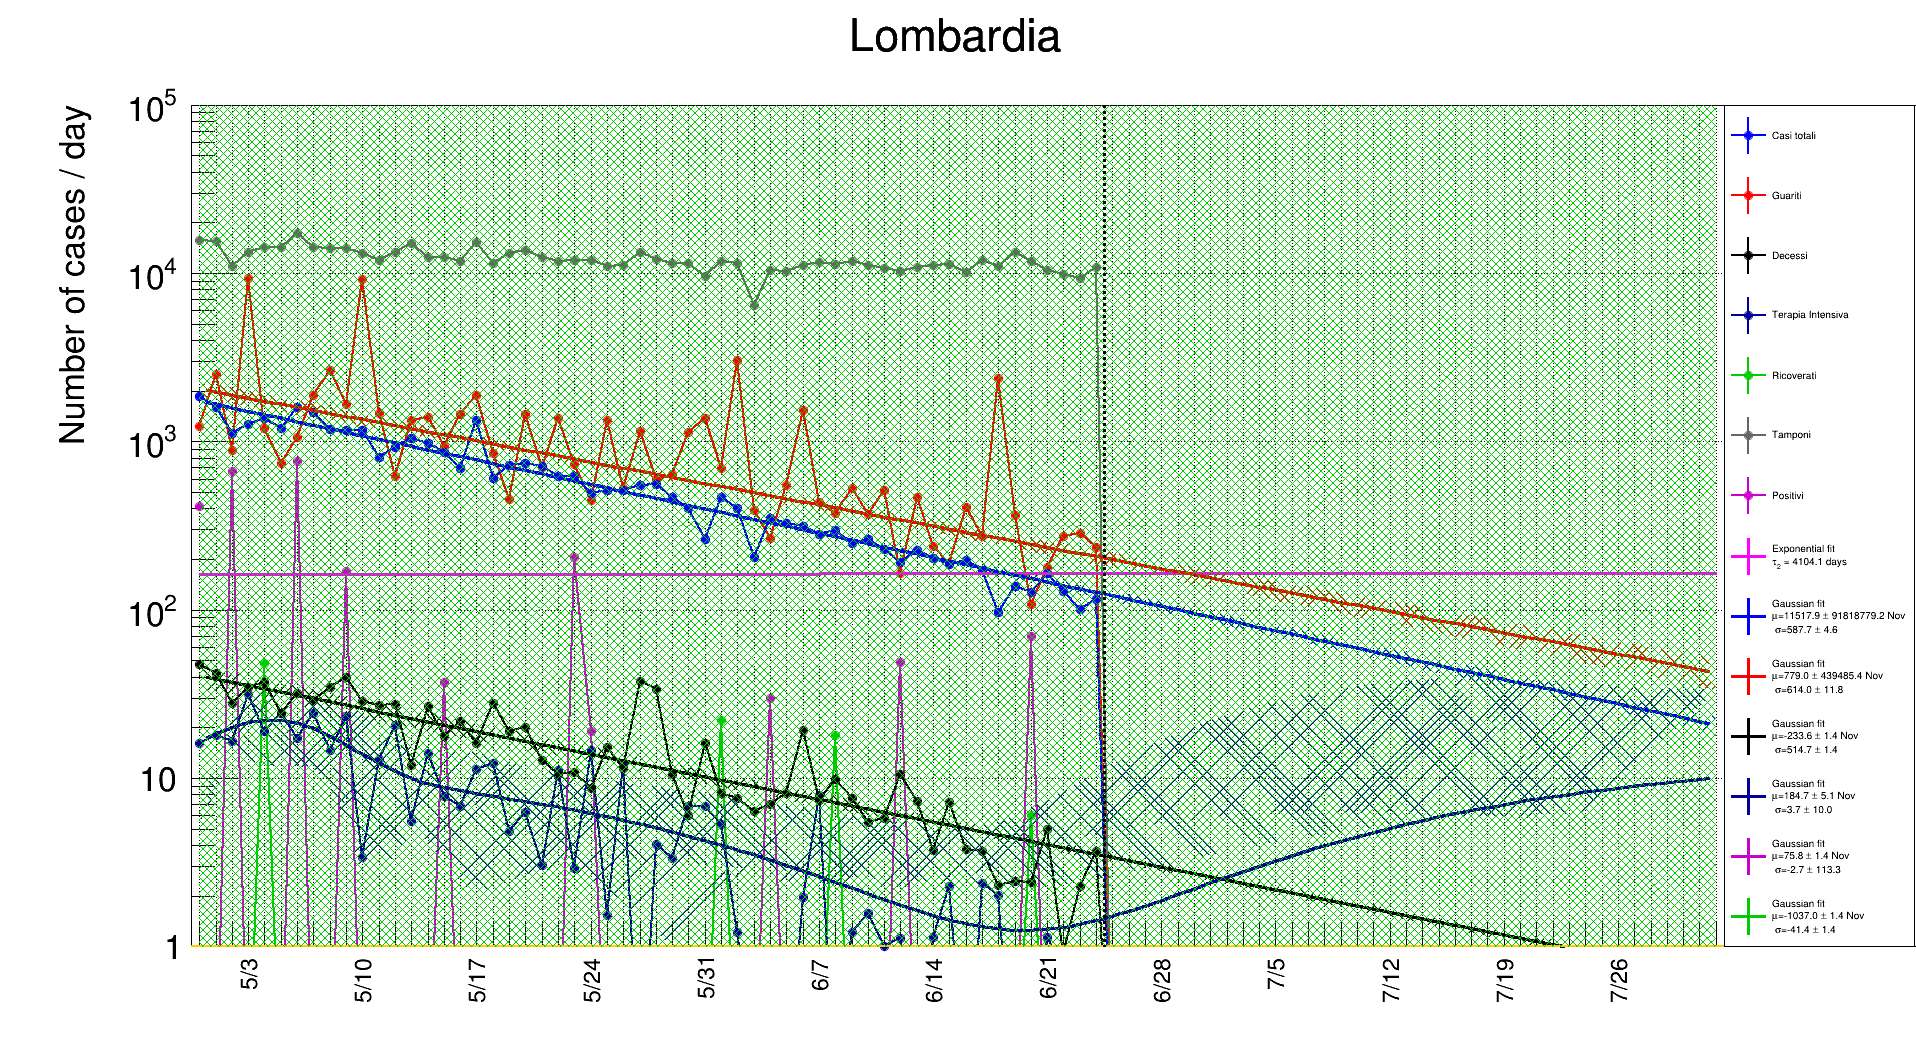 Lombardia
Number of cases / day
10^5
10^4
10^3
10^2
10
1
5/3
5/10
5/17
5/24
5/31
6/7
6/14
6/21
6/28
7/5
7/12
7/19
7/26
Casi totali
Guariti
Decessi
Terapia Intensiva
Ricoverati
Tamponi
Positivi
Exponential fit
τ₂ = 4104.1 days
Gaussian fit
μ=11517.9 ± 91818779.2 Nov
σ=587.7 ± 4.6
Gaussian fit
μ=779.0 ± 439485.4 Nov
σ=614.0 ± 11.8
Gaussian fit
μ=-233.6 ± 1.4 Nov
σ=514.7 ± 1.4
Gaussian fit
μ=184.7 ± 5.1 Nov
σ=3.7 ± 10.0
Gaussian fit
μ=75.8 ± 1.4 Nov
σ=-2.7 ± 113.3
Gaussian fit
μ=-1037.0 ± 1.4 Nov
σ=-41.4 ± 1.4